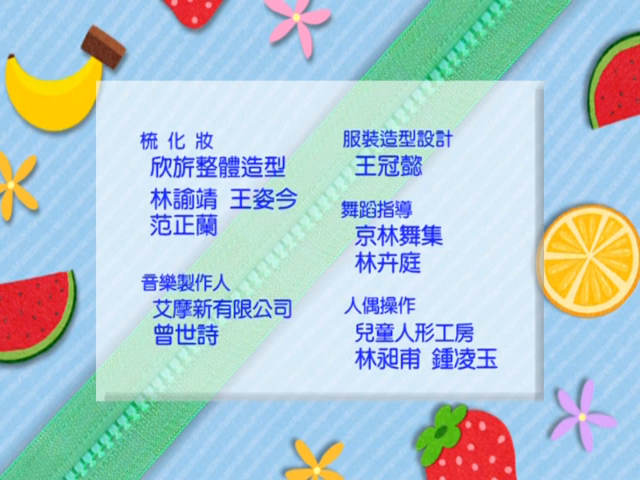 梳 化 妝
欣旂整體造型
林諭靖 王姿今
范正蘭
音樂製作人
艾摩新有限公司
曾世詩
服裝造型設計
王冠懿
舞蹈指導
京林舞集
林卉庭
人偶操作
兒童人形工房
林昶甫 鍾凌玉